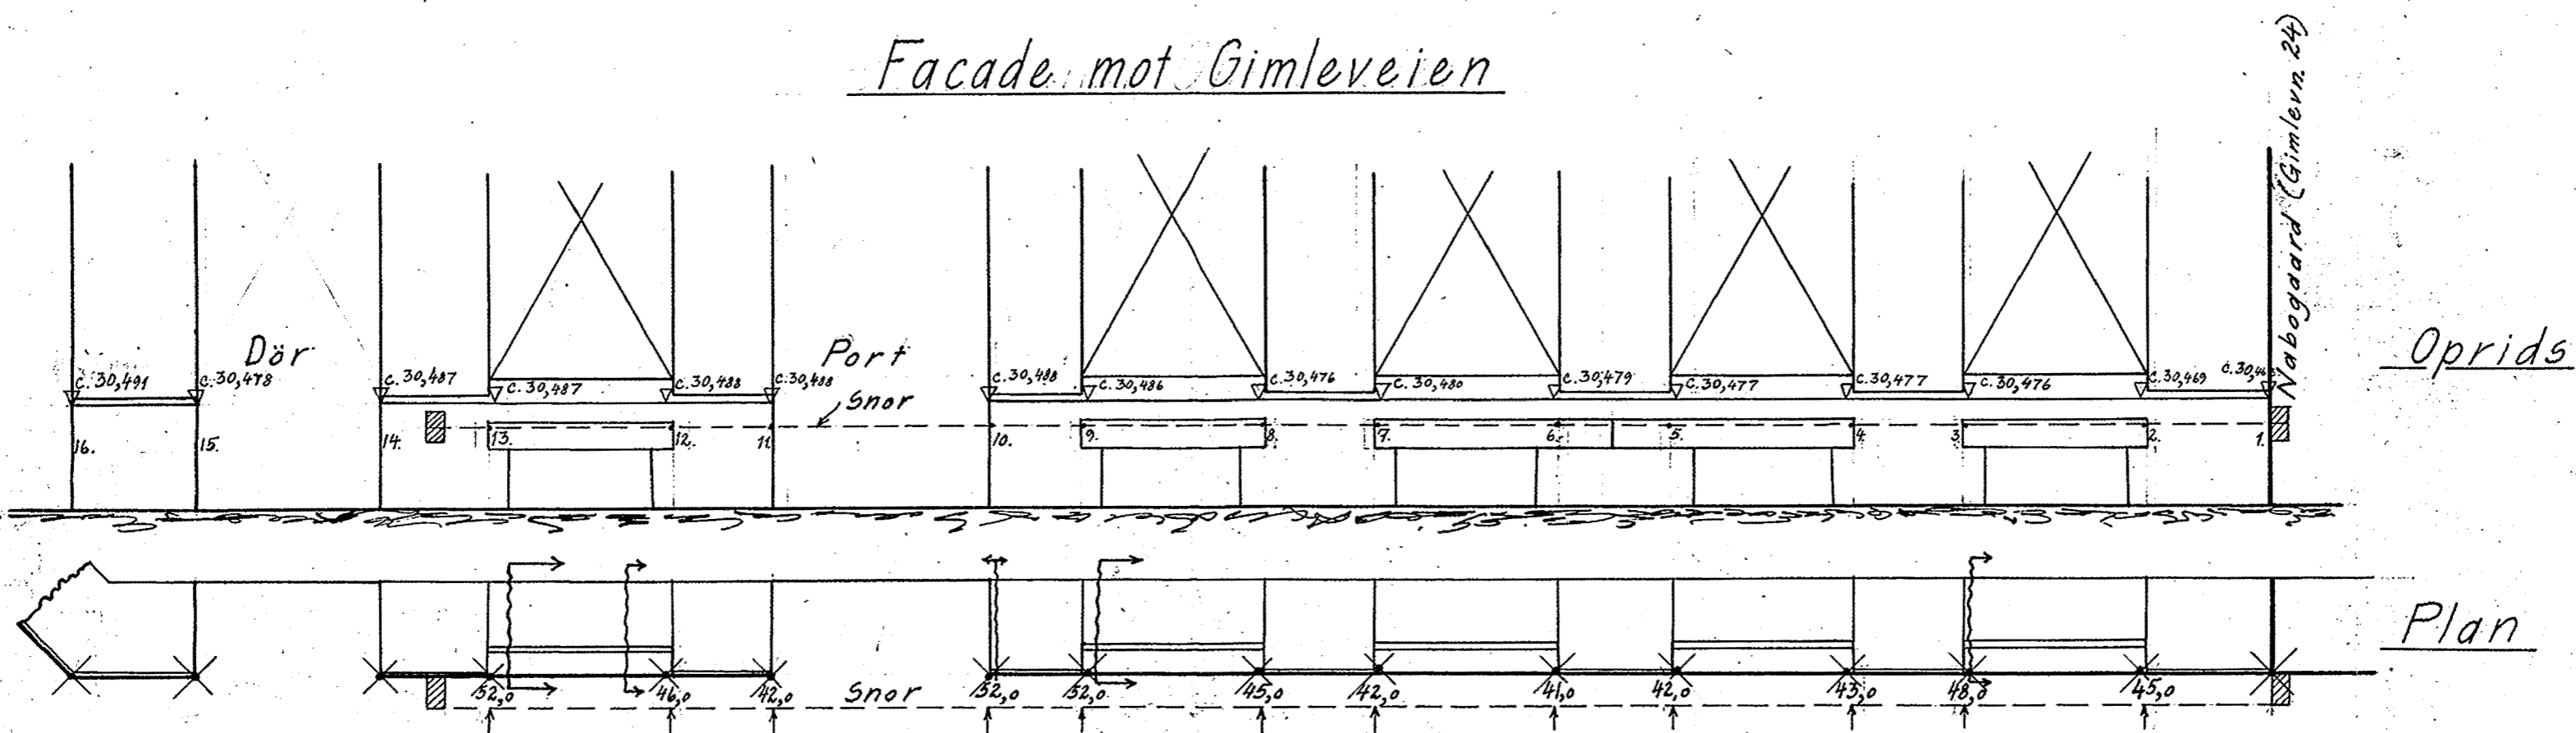 Facade mot Gimleveien
Nabogaard (Gimlevn. 24)
Dör
Port
Oprids
c. 30,491
c. 30,478
c. 30,487
c. 30,487
c. 30,488
c. 30,488
c. 30,488
c. 30,486
c. 30,476
c. 30,480
c. 30,479
c. 30,477
c. 30,477
c. 30,476
c. 30,469
Snor
16.
15.
14.
13.
12.
11.
10.
9.
8.
7.
6.
5.
4.
3.
2.
1.
Plan
52,0
46,0
42,0
Snor
52,0
52,0
45,0
42,0
41,0
42,0
43,0
48,0
45,0